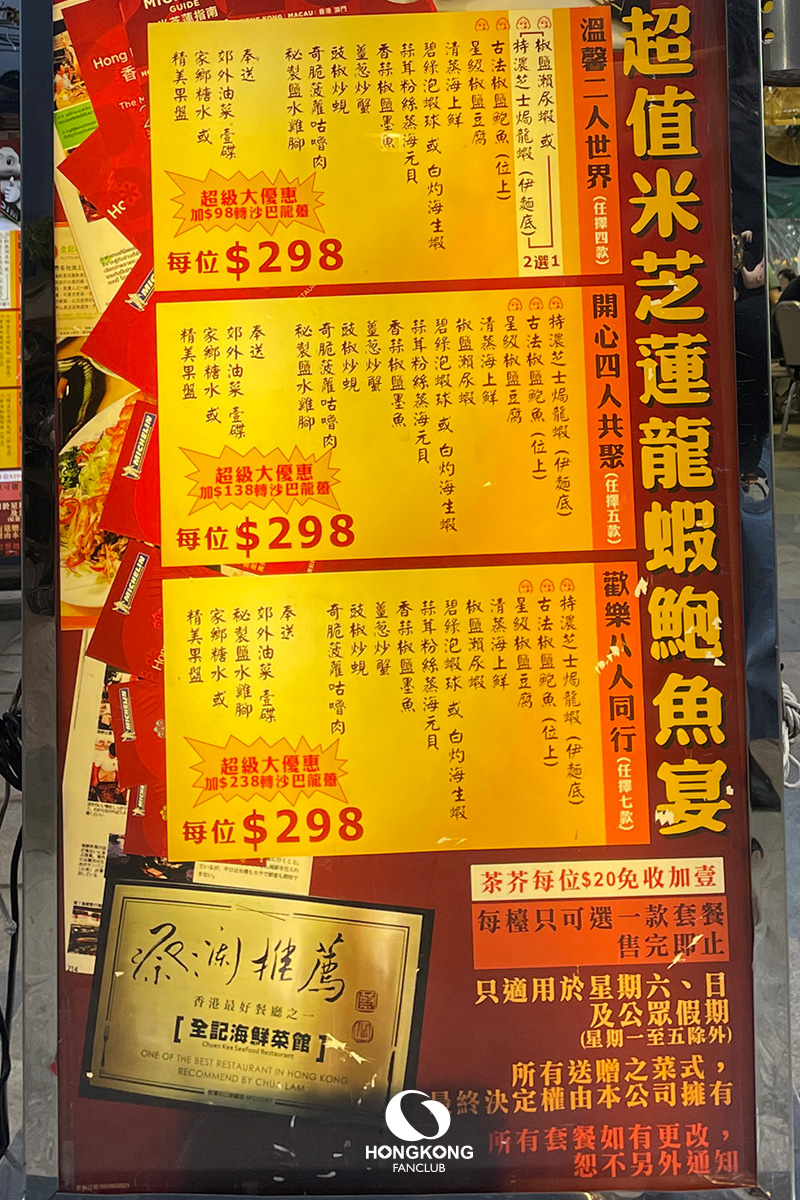 超值米芝蓮龍蝦鮑魚宴
溫馨二人世界(任擇四款)
椒鹽瀨尿蝦 或
特濃芝士焗龍蝦(伊麵底)
2選1
古法椒鹽鮑魚(位上)
星級椒鹽豆腐
清蒸海上鮮
碧綠泡蝦球 或 白灼海生蝦
蒜茸粉絲蒸海元貝
香蒜椒鹽墨魚
薑蔥炒蟹
豉椒炒蜆
奇脆菠蘿咕嚕肉
秘製鹽水雞腳
奉送
郊外油菜 壹碟
家鄉糖水 或
精美果盤
超級大優惠
加$98轉沙巴龍躉
每位$298
開心四人共聚(任擇五款)
特濃芝士焗龍蝦(伊麵底)
古法椒鹽鮑魚(位上)
星級椒鹽豆腐
清蒸海上鮮
椒鹽瀨尿蝦
碧綠泡蝦球 或 白灼海生蝦
蒜茸粉絲蒸海元貝
香蒜椒鹽墨魚
薑蔥炒蟹
豉椒炒蜆
奇脆菠蘿咕嚕肉
秘製鹽水雞腳
奉送
郊外油菜 壹碟
家鄉糖水 或
精美果盤
超級大優惠
加$138轉沙巴龍躉
每位$298
歡樂八人同行(任擇七款)
特濃芝士焗龍蝦(伊麵底)
古法椒鹽鮑魚(位上)
星級椒鹽豆腐
清蒸海上鮮
椒鹽瀨尿蝦
碧綠泡蝦球 或 白灼海生蝦
蒜茸粉絲蒸海元貝
香蒜椒鹽墨魚
薑蔥炒蟹
豉椒炒蜆
奇脆菠蘿咕嚕肉
奉送
郊外油菜 壹碟
秘製鹽水雞腳
家鄉糖水 或
精美果盤
超級大優惠
加$238轉沙巴龍躉
每位$298
茶芥每位$20免收加壹
每檯只可選一款套餐
售完即止
只適用於星期六、日
及公眾假期
(星期一至五除外)
所有送贈之菜式，
最終決定權由本公司擁有
所有套餐如有更改，
恕不另外通知
蔡瀾推薦
香港最好餐廳之一
[全記海鮮菜館]
Chuen Kee Seafood Restaurant
ONE OF THE BEST RESTAURANT IN HONG KONG
RECOMMEND BY CHUA LAM
GUIDE
HONG KONG | MACAU | 香港 澳門
MICHELIN
MICHELIN
MICHELIN
HONGKONG
FANCLUB